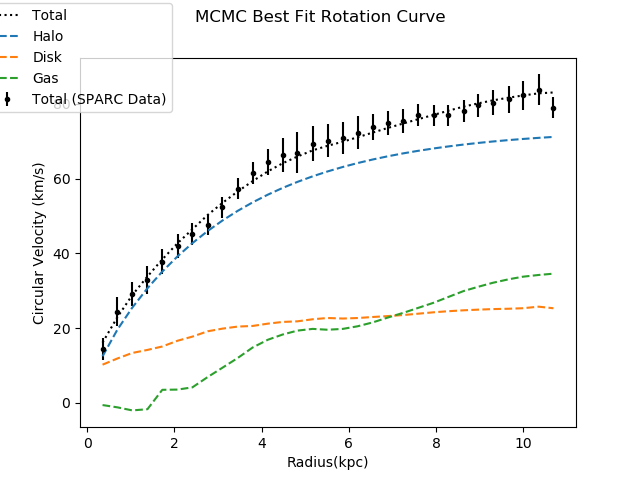 MCMC Best Fit Rotation Curve
Total
Halo
Disk
Gas
Total (SPARC Data)
80
60
40
20
0
Circular Velocity (km/s)
0 2 4 6 8 10
Radius(kpc)